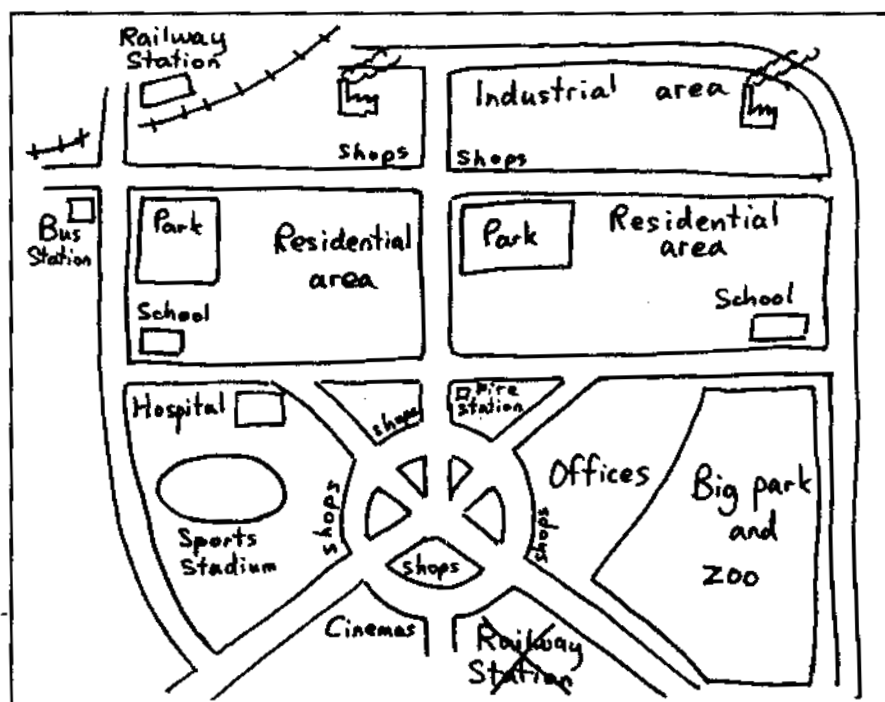 Railway
Station
Industrial area
shops
shops
Bus
Station
Park
Residential
area
Park
Residential
area
School
School
Hospital
shops
Fire
station
shops
Offices
shops
Big park
and
zoo
Sports
Stadium
shops
Cinemas
Railway
Station